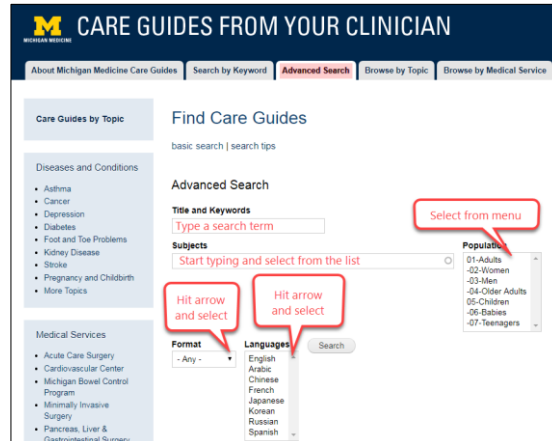 M
MICHIGAN MEDICINE
CARE GUIDES FROM YOUR CLINICIAN
About Michigan Medicine Care Guides
Search by Keyword
Advanced Search
Browse by Topic
Browse by Medical Service
Care Guides by Topic
Diseases and Conditions
Asthma
Cancer
Depression
Diabetes
Foot and Toe Problems
Kidney Disease
Stroke
Pregnancy and Childbirth
More Topics
Medical Services
Acute Care Surgery
Cardiovascular Center
Michigan Bowel Control
Program
Minimally Invasive
Surgery
Pancreas, Liver &
Gastrointestinal Surgery
Find Care Guides
basic search | search tips
Advanced Search
Title and Keywords
Type a search term
Subjects
Start typing and select from the list
Select from menu
Population
01-Adults
-02-Women
-03-Men
-04-Older Adults
05-Children
-06-Babies
-07-Teenagers
Hit arrow
and select
Format
- Any -
Hit arrow
and select
Languages
English
Arabic
Chinese
French
Japanese
Korean
Russian
Spanish
Search